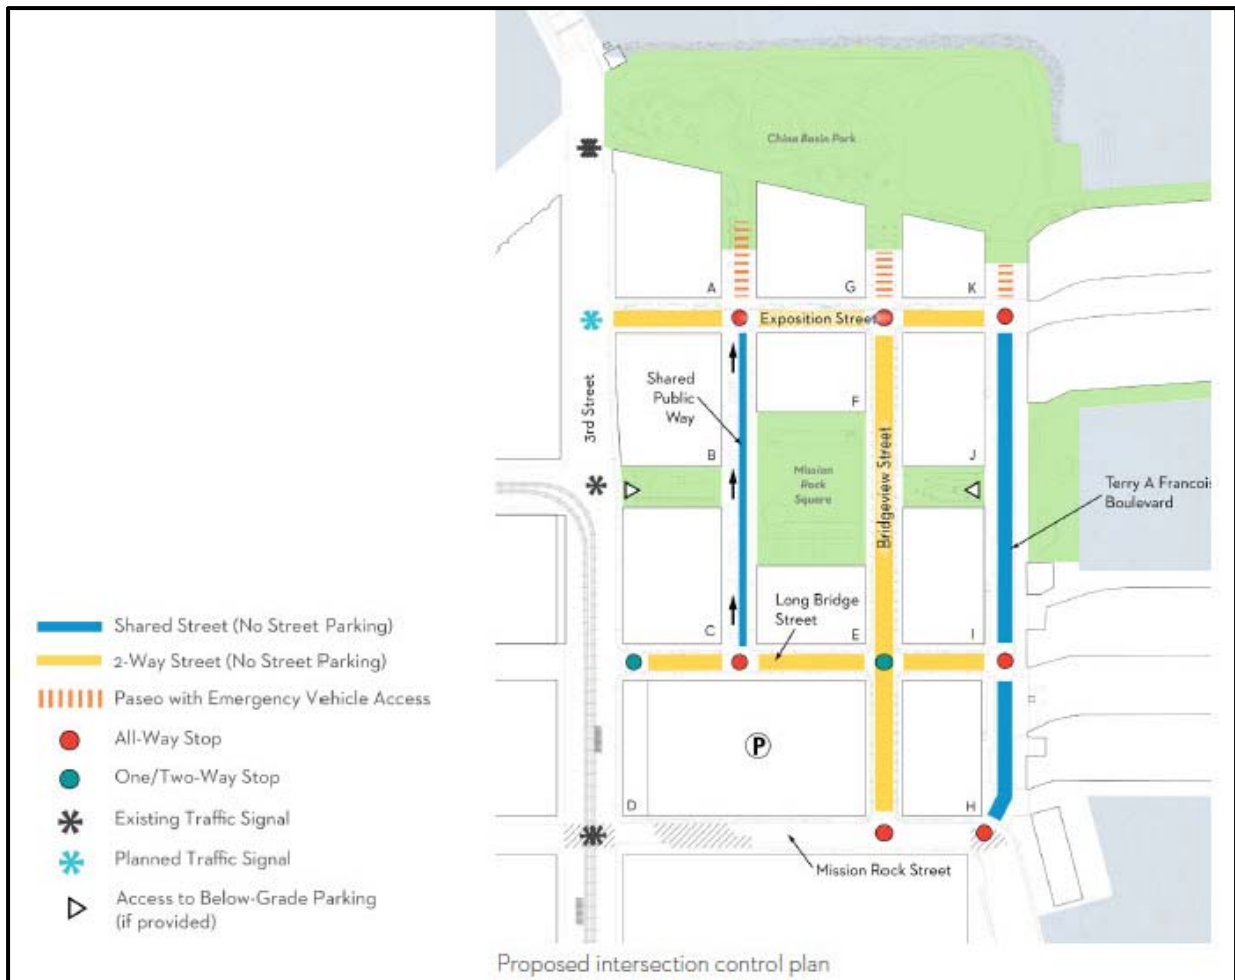 China Basin Park
A
G
K
Exposition Street
3rd Street
Shared
Public
Way
F
B
J
Mission
Rock
Square
Bridgeview Street
Terry A Francois
Boulevard
Long Bridge
Street
C
E
I
P
D
H
Mission Rock Street
Shared Street (No Street Parking)
2-Way Street (No Street Parking)
Paseo with Emergency Vehicle Access
All-Way Stop
One/Two-Way Stop
Existing Traffic Signal
Planned Traffic Signal
Access to Below-Grade Parking
(if provided)
Proposed intersection control plan